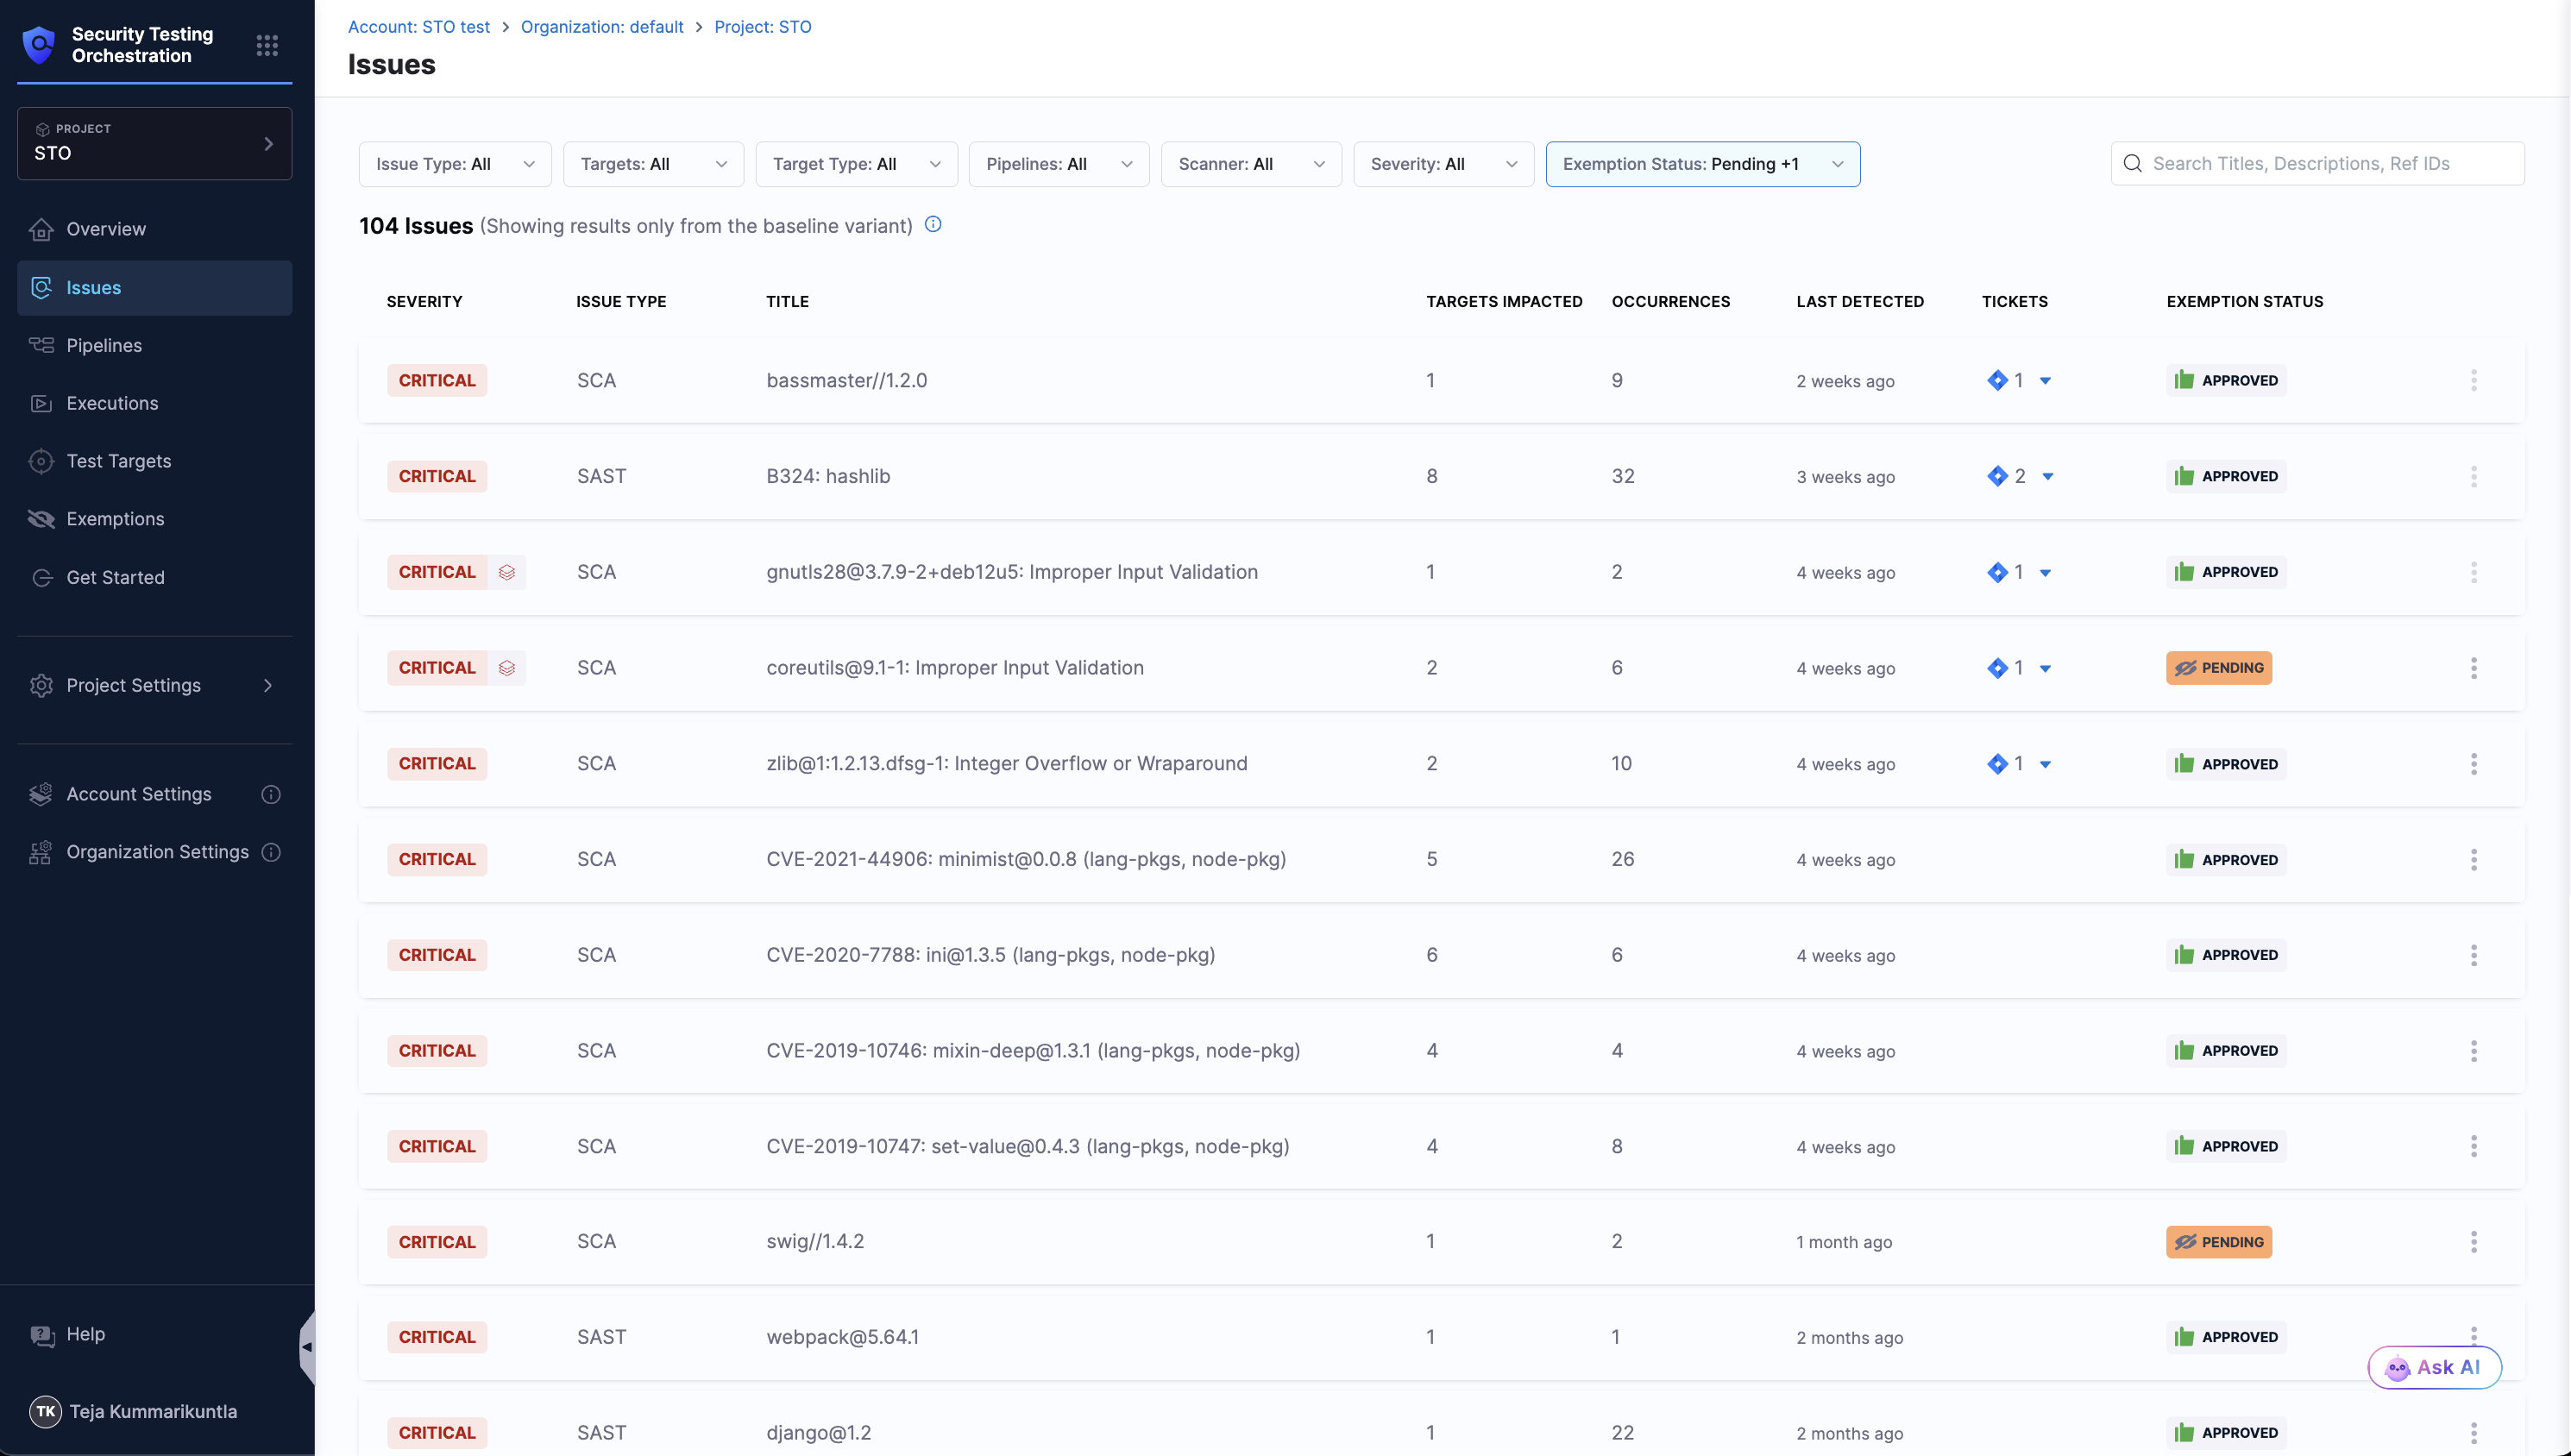 Security Testing
Orchestration
PROJECT
STO
Overview
Issues
Pipelines
Executions
Test Targets
Exemptions
Get Started
Project Settings
Account Settings
Organization Settings
Help
TK Teja Kummarikuntla
Account: STO test > Organization: default > Project: STO
Issues
Issue Type: All Targets: All Target Type: All Pipelines: All Scanner: All Severity: All Exemption Status: Pending +1 Search Titles, Descriptions, Ref IDs
104 Issues (Showing results only from the baseline variant)
SEVERITY ISSUE TYPE TITLE TARGETS IMPACTED OCCURRENCES LAST DETECTED TICKETS EXEMPTION STATUS
CRITICAL SCA bassmaster//1.2.0 1 9 2 weeks ago 1 APPROVED
CRITICAL SAST B324: hashlib 8 32 3 weeks ago 2 APPROVED
CRITICAL SCA gnutls28@3.7.9-2+deb12u5: Improper Input Validation 1 2 4 weeks ago 1 APPROVED
CRITICAL SCA coreutils@9.1-1: Improper Input Validation 2 6 4 weeks ago 1 PENDING
CRITICAL SCA zlib@1:1.2.13.dfsg-1: Integer Overflow or Wraparound 2 10 4 weeks ago 1 APPROVED
CRITICAL SCA CVE-2021-44906: minimist@0.0.8 (lang-pkgs, node-pkg) 5 26 4 weeks ago APPROVED
CRITICAL SCA CVE-2020-7788: ini@1.3.5 (lang-pkgs, node-pkg) 6 6 4 weeks ago APPROVED
CRITICAL SCA CVE-2019-10746: mixin-deep@1.3.1 (lang-pkgs, node-pkg) 4 4 4 weeks ago APPROVED
CRITICAL SCA CVE-2019-10747: set-value@0.4.3 (lang-pkgs, node-pkg) 4 8 4 weeks ago APPROVED
CRITICAL SCA swig//1.4.2 1 2 1 month ago PENDING
CRITICAL SAST webpack@5.64.1 1 1 2 months ago APPROVED
Ask AI
CRITICAL SAST django@1.2 1 22 2 months ago APPROVED